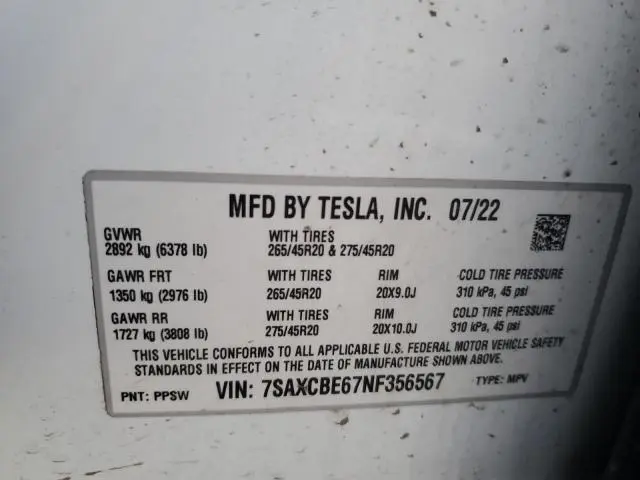 MFD BY TESLA, INC. 07/22
GVWR
2892 kg (6378 lb)
WITH TIRES
265/45R20 & 275/45R20
GAWR FRT WITH TIRES RIM COLD TIRE PRESSURE
1350 kg (2976 lb) 265/45R20 20X9.0J 310 kPa, 45 psi
GAWR RR WITH TIRES RIM COLD TIRE PRESSURE
1727 kg (3808 lb) 275/45R20 20X10.0J 310 kPa, 45 psi
THIS VEHICLE CONFORMS TO ALL APPLICABLE U.S. FEDERAL MOTOR VEHICLE SAFETY
STANDARDS IN EFFECT ON THE DATE OF MANUFACTURE SHOWN ABOVE.
PNT: PPSW VIN: 7SAXCBE67NF356567 TYPE: MPV